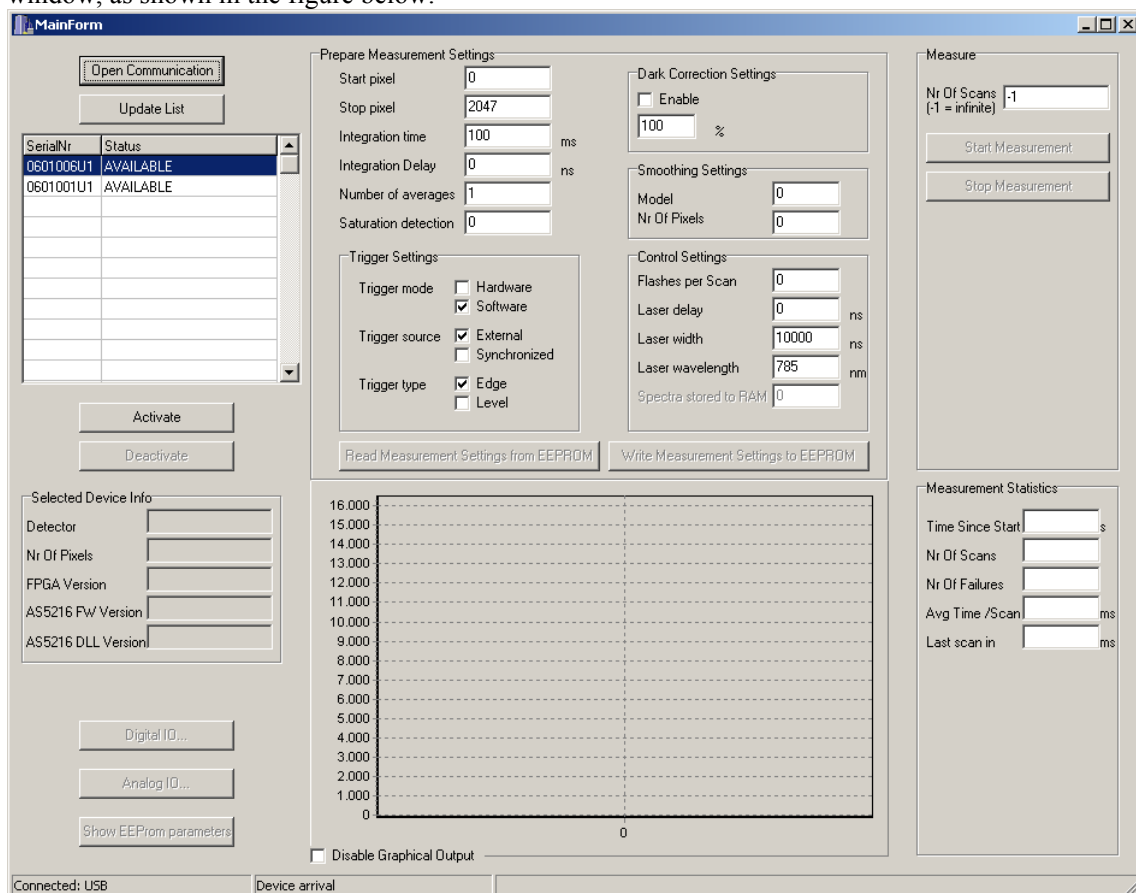 window, as shown in the figure below:
MainForm
Open Communication
Update List
SerialNr Status
0601006U1 AVAILABLE
0601001U1 AVAILABLE
Activate
Deactivate
Selected Device Info
Detector
Nr Of Pixels
FPGA Version
AS5216 FW Version
AS5216 DLL Version
Digital IO...
Analog IO...
Show EEProm parameters
Prepare Measurement Settings
Start pixel 0
Stop pixel 2047
Integration time 100 ms
Integration Delay 0 ns
Number of averages 1
Saturation detection 0
Trigger Settings
Trigger mode Hardware
Software
Trigger source External
Synchronized
Trigger type Edge
Level
Dark Correction Settings
Enable
100 %
Smoothing Settings
Model 0
Nr Of Pixels 0
Control Settings
Flashes per Scan 0
Laser delay 0 ns
Laser width 10000 ns
Laser wavelength 785 nm
Spectra stored to RAM 0
Read Measurement Settings from EEPROM
Write Measurement Settings to EEPROM
16.000
15.000
14.000
13.000
12.000
11.000
10.000
9.000
8.000
7.000
6.000
5.000
4.000
3.000
2.000
1.000
0
0
Disable Graphical Output
Measure
Nr Of Scans -1
(-1 = infinite)
Start Measurement
Stop Measurement
Measurement Statistics
Time Since Start s
Nr Of Scans
Nr Of Failures
Avg Time /Scan ms
Last scan in ms
Connected: USB Device arrival